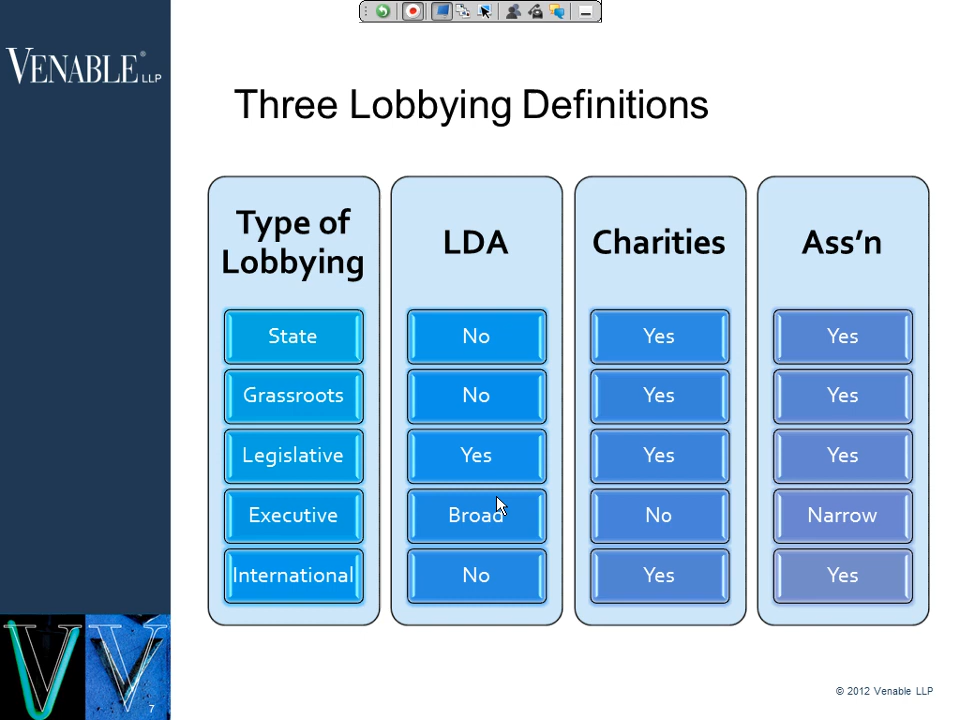 VENABLE® LLP
Three Lobbying Definitions
Type of
Lobbying
LDA
Charities
Ass’n
State
No
Yes
Yes
Grassroots
No
Yes
Yes
Legislative
Yes
Yes
Yes
Executive
Broad
No
Narrow
International
No
Yes
Yes
7
© 2012 Venable LLP